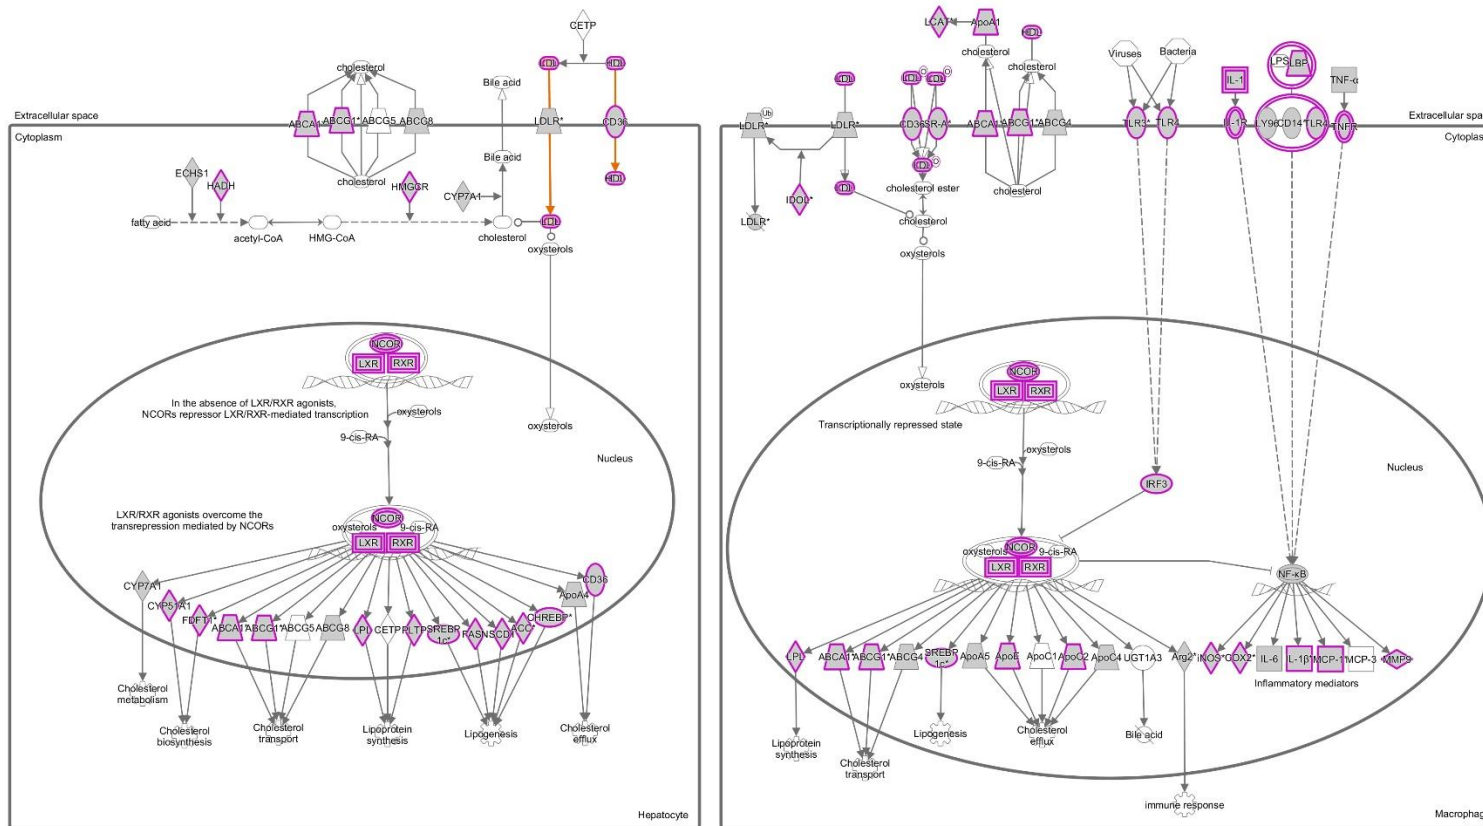 CETP
LDL
HDL
cholesterol
Bile acid
Extracellular space
ABCA1*
ABCG1*
ABCG5
ABCG8
LDLR*
CD36
Cytoplasm
Bile acid
ECHS1
HADH
cholesterol
HMGCR
CYP7A1
HDL
fatty acid
acetyl-CoA
HMG-CoA
cholesterol
LDL
oxysterols
NCOR
LXR
RXR
In the absence of LXR/RXR agonists,
NCORs repressor LXR/RXR-mediated transcription
oxysterols
9-cis-RA
oxysterols
Nucleus
LXR/RXR agonists overcome the
transrepression mediated by NCORs
oxysterols
NCOR
9-cis-RA
LXR
RXR
CYP7A1
CYP51A1
FDFT1*
ABCA1*
ABCG1*
ABCG5
ABCG8
LPL
CETP
PLTP
SREBP
1c*
FASN
SCD1
ACC*
CHREBP*
ApoA4
CD36
Cholesterol
metabolism
Cholesterol
biosynthesis
Cholesterol
transport
Lipoprotein
synthesis
Lipogenesis
Cholesterol
efflux
Hepatocyte
LCAT*
ApoA1
HDL
cholesterol
cholesterol
Viruses
Bacteria
LPS
LBP
IL-1
TNF-α
LDL
LDL
O
LDL
O
Extracellular spac
Ub
LDLR*
LDLR*
CD36
SR-A*
ABCA1*
ABCG1*
ABCG4
TLR3*
TLR4
IL-1R
LY96
CD14*
TLR4
TNFR
Cytoplas
LDL
O
LDL
cholesterol ester
cholesterol
IDOL*
LDLR*
cholesterol
oxysterols
oxysterols
NCOR
LXR
RXR
Transcriptionally repressed state
oxysterols
9-cis-RA
Nucleus
IRF3
oxysterols
NCOR
9-cis-RA
LXR
RXR
NF-κB
LPL
ABCA1*
ABCG1*
ABCG4
SREBP
1c*
ApoA5
ApoE
ApoC1
ApoC2
ApoC4
UGT1A3
Arg2*
iNOS*
COX2*
IL-6
IL-1β*
MCP-1*
MCP-3
MMP9
Inflammatory mediators
Lipoprotein
synthesis
Cholesterol
transport
Lipogenesis
Cholesterol
efflux
Bile acid
immune response
Macrophag